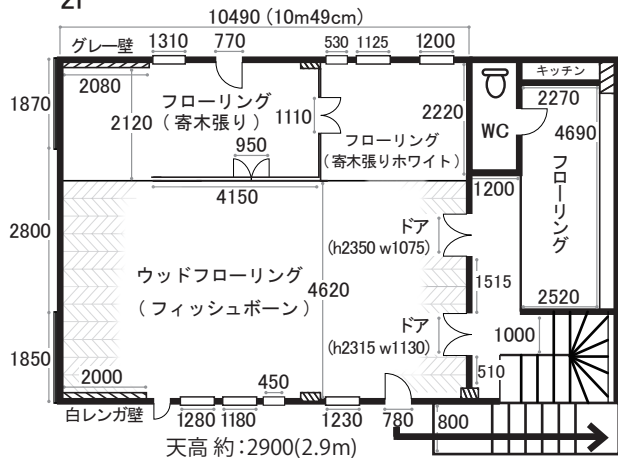 2F
10490 (10m49cm)
グレー壁
1310
770
530
1125
1200
キッチン
2080
1870
2120
フローリング
(寄木張り)
1110
2220
フローリング
(寄木張りホワイト)
WC
2270
4690
フローリング
950
4150
1200
2800
ドア
(h2350 w1075)
ウッドフローリング
(フィッシュボーン)
4620
1515
2520
ドア
(h2315 w1130)
1000
1850
2000
450
510
白レンガ壁
1280
1180
1230
780
800
天高 約:2900(2.9m)